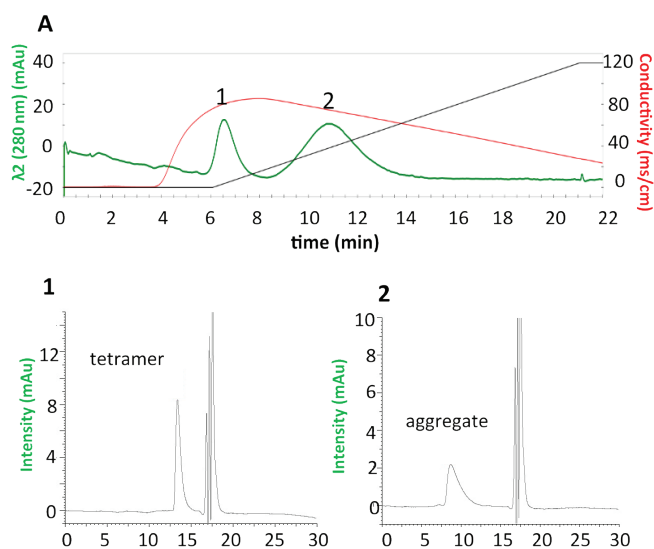 A
40
20
0
-20
λ2 (280 nm) (mAu)
1
2
120
80
60
40
0
Conductivity (ms/cm)
0 2 4 6 8 10 11 13 16 18 20 22
time (min)
1
12
8
4
0
Intensity (mAu)
tetramer
0 5 10 15 20 25 30
2
10
8
6
4
2
0
Intensity (mAu)
aggregate
0 5 10 15 20 25 30